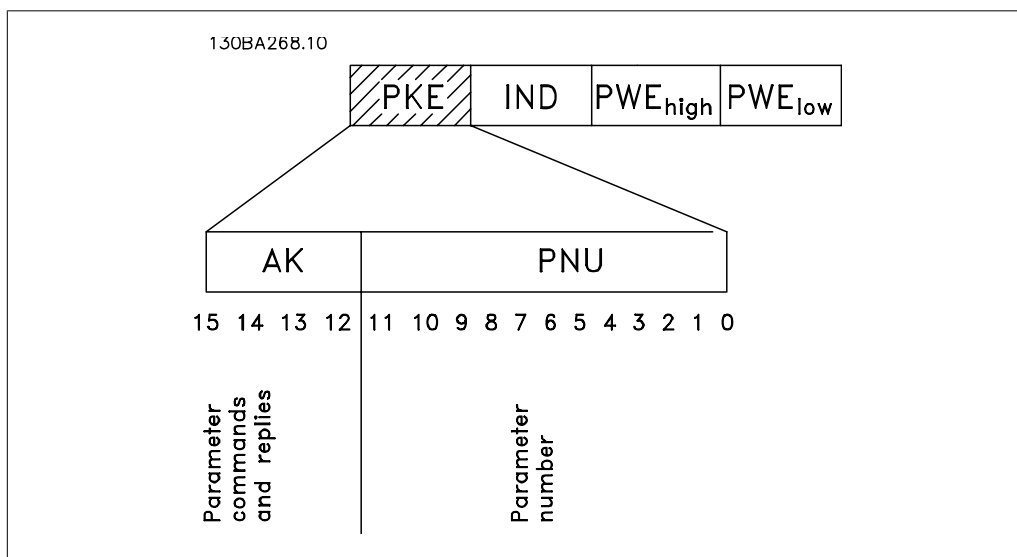 130BA268.10
PKE IND PWEhigh PWElow
AK PNU
15 14 13 12 11 10 9 8 7 6 5 4 3 2 1 0
Parameter
commands
and replies
Parameter
number